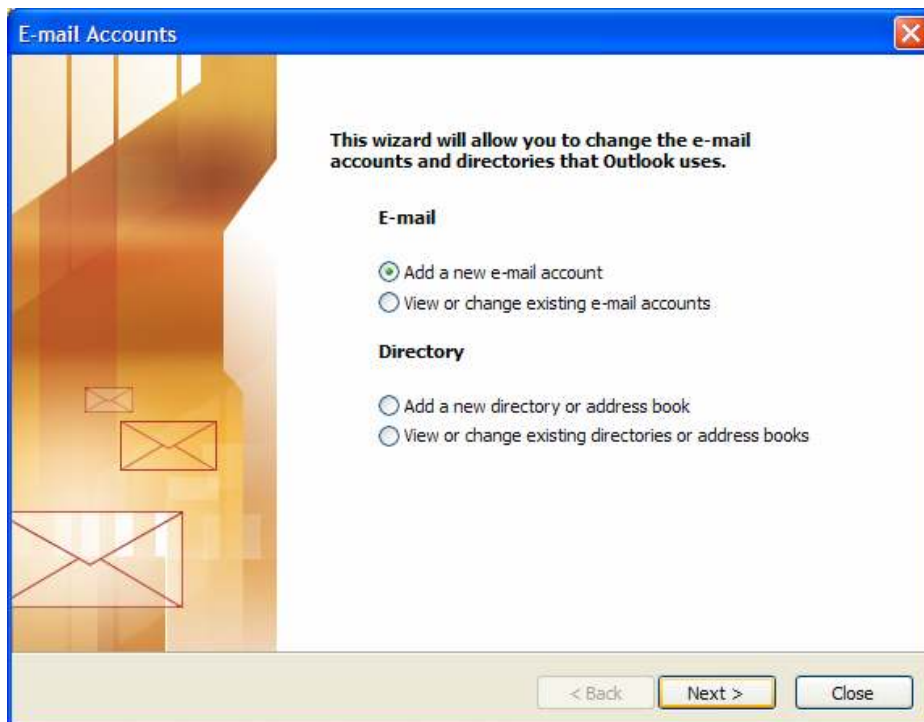 E-mail Accounts
This wizard will allow you to change the e-mail
accounts and directories that Outlook uses.
E-mail
Add a new e-mail account
View or change existing e-mail accounts
Directory
Add a new directory or address book
View or change existing directories or address books
< Back Next > Close